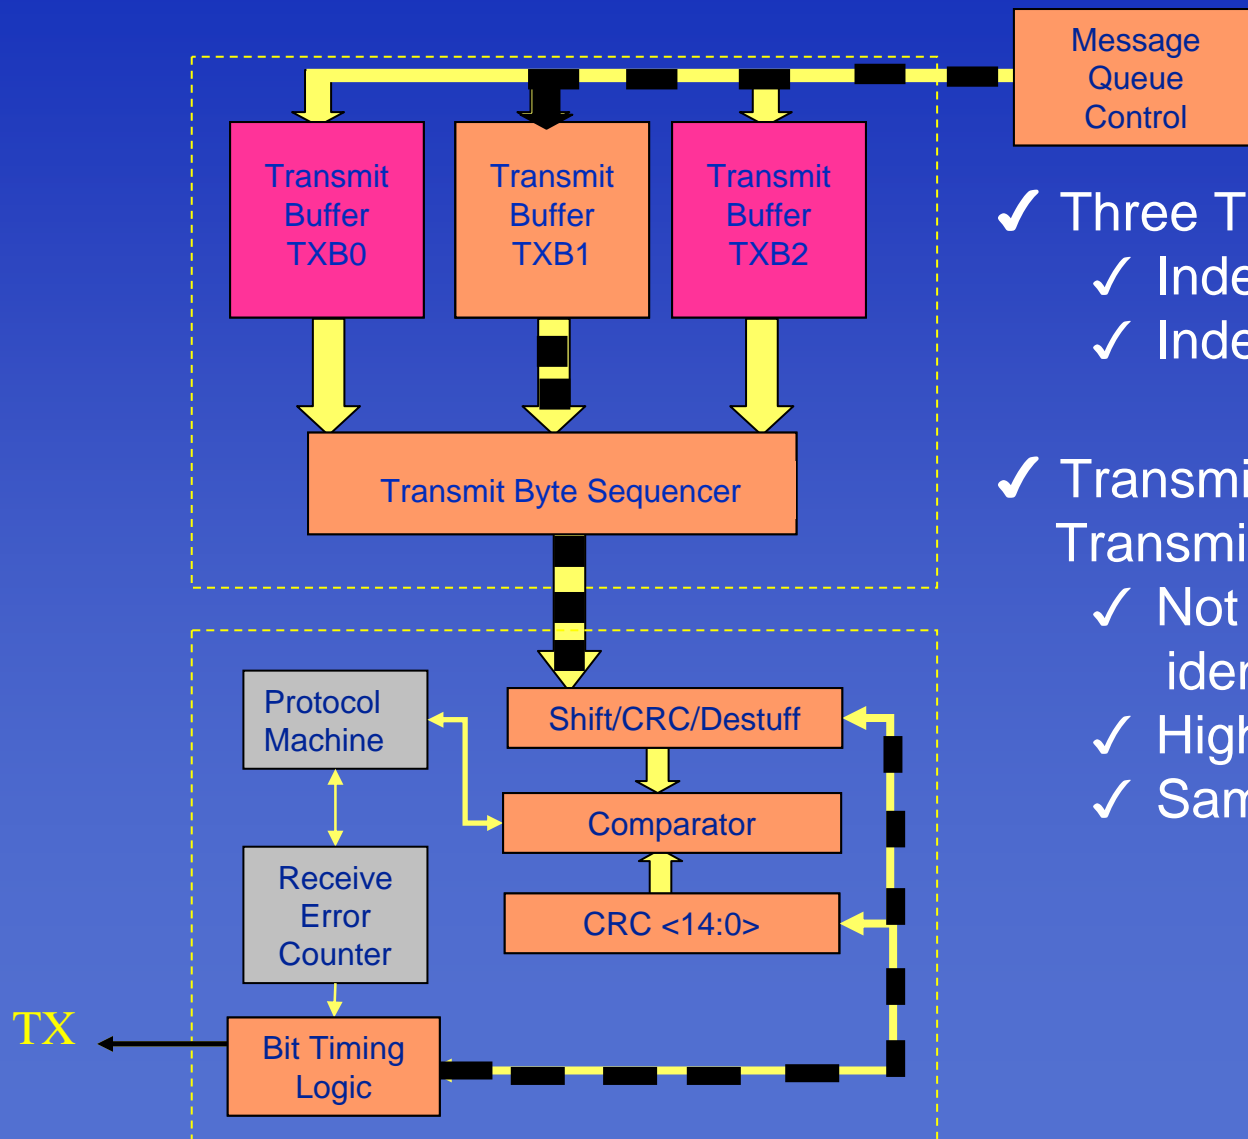 Message
Queue
Control
Transmit
Buffer
TXB0
Transmit
Buffer
TXB1
Transmit
Buffer
TXB2
Transmit Byte Sequencer
Protocol
Machine
Shift/CRC/Destuff
Comparator
Receive
Error
Counter
CRC <14:0>
TX
Bit Timing
Logic
✓ Three T
✓ Inde
✓ Inde
✓ Transmi
Transmi
✓ Not
iden
✓ High
✓ Sam